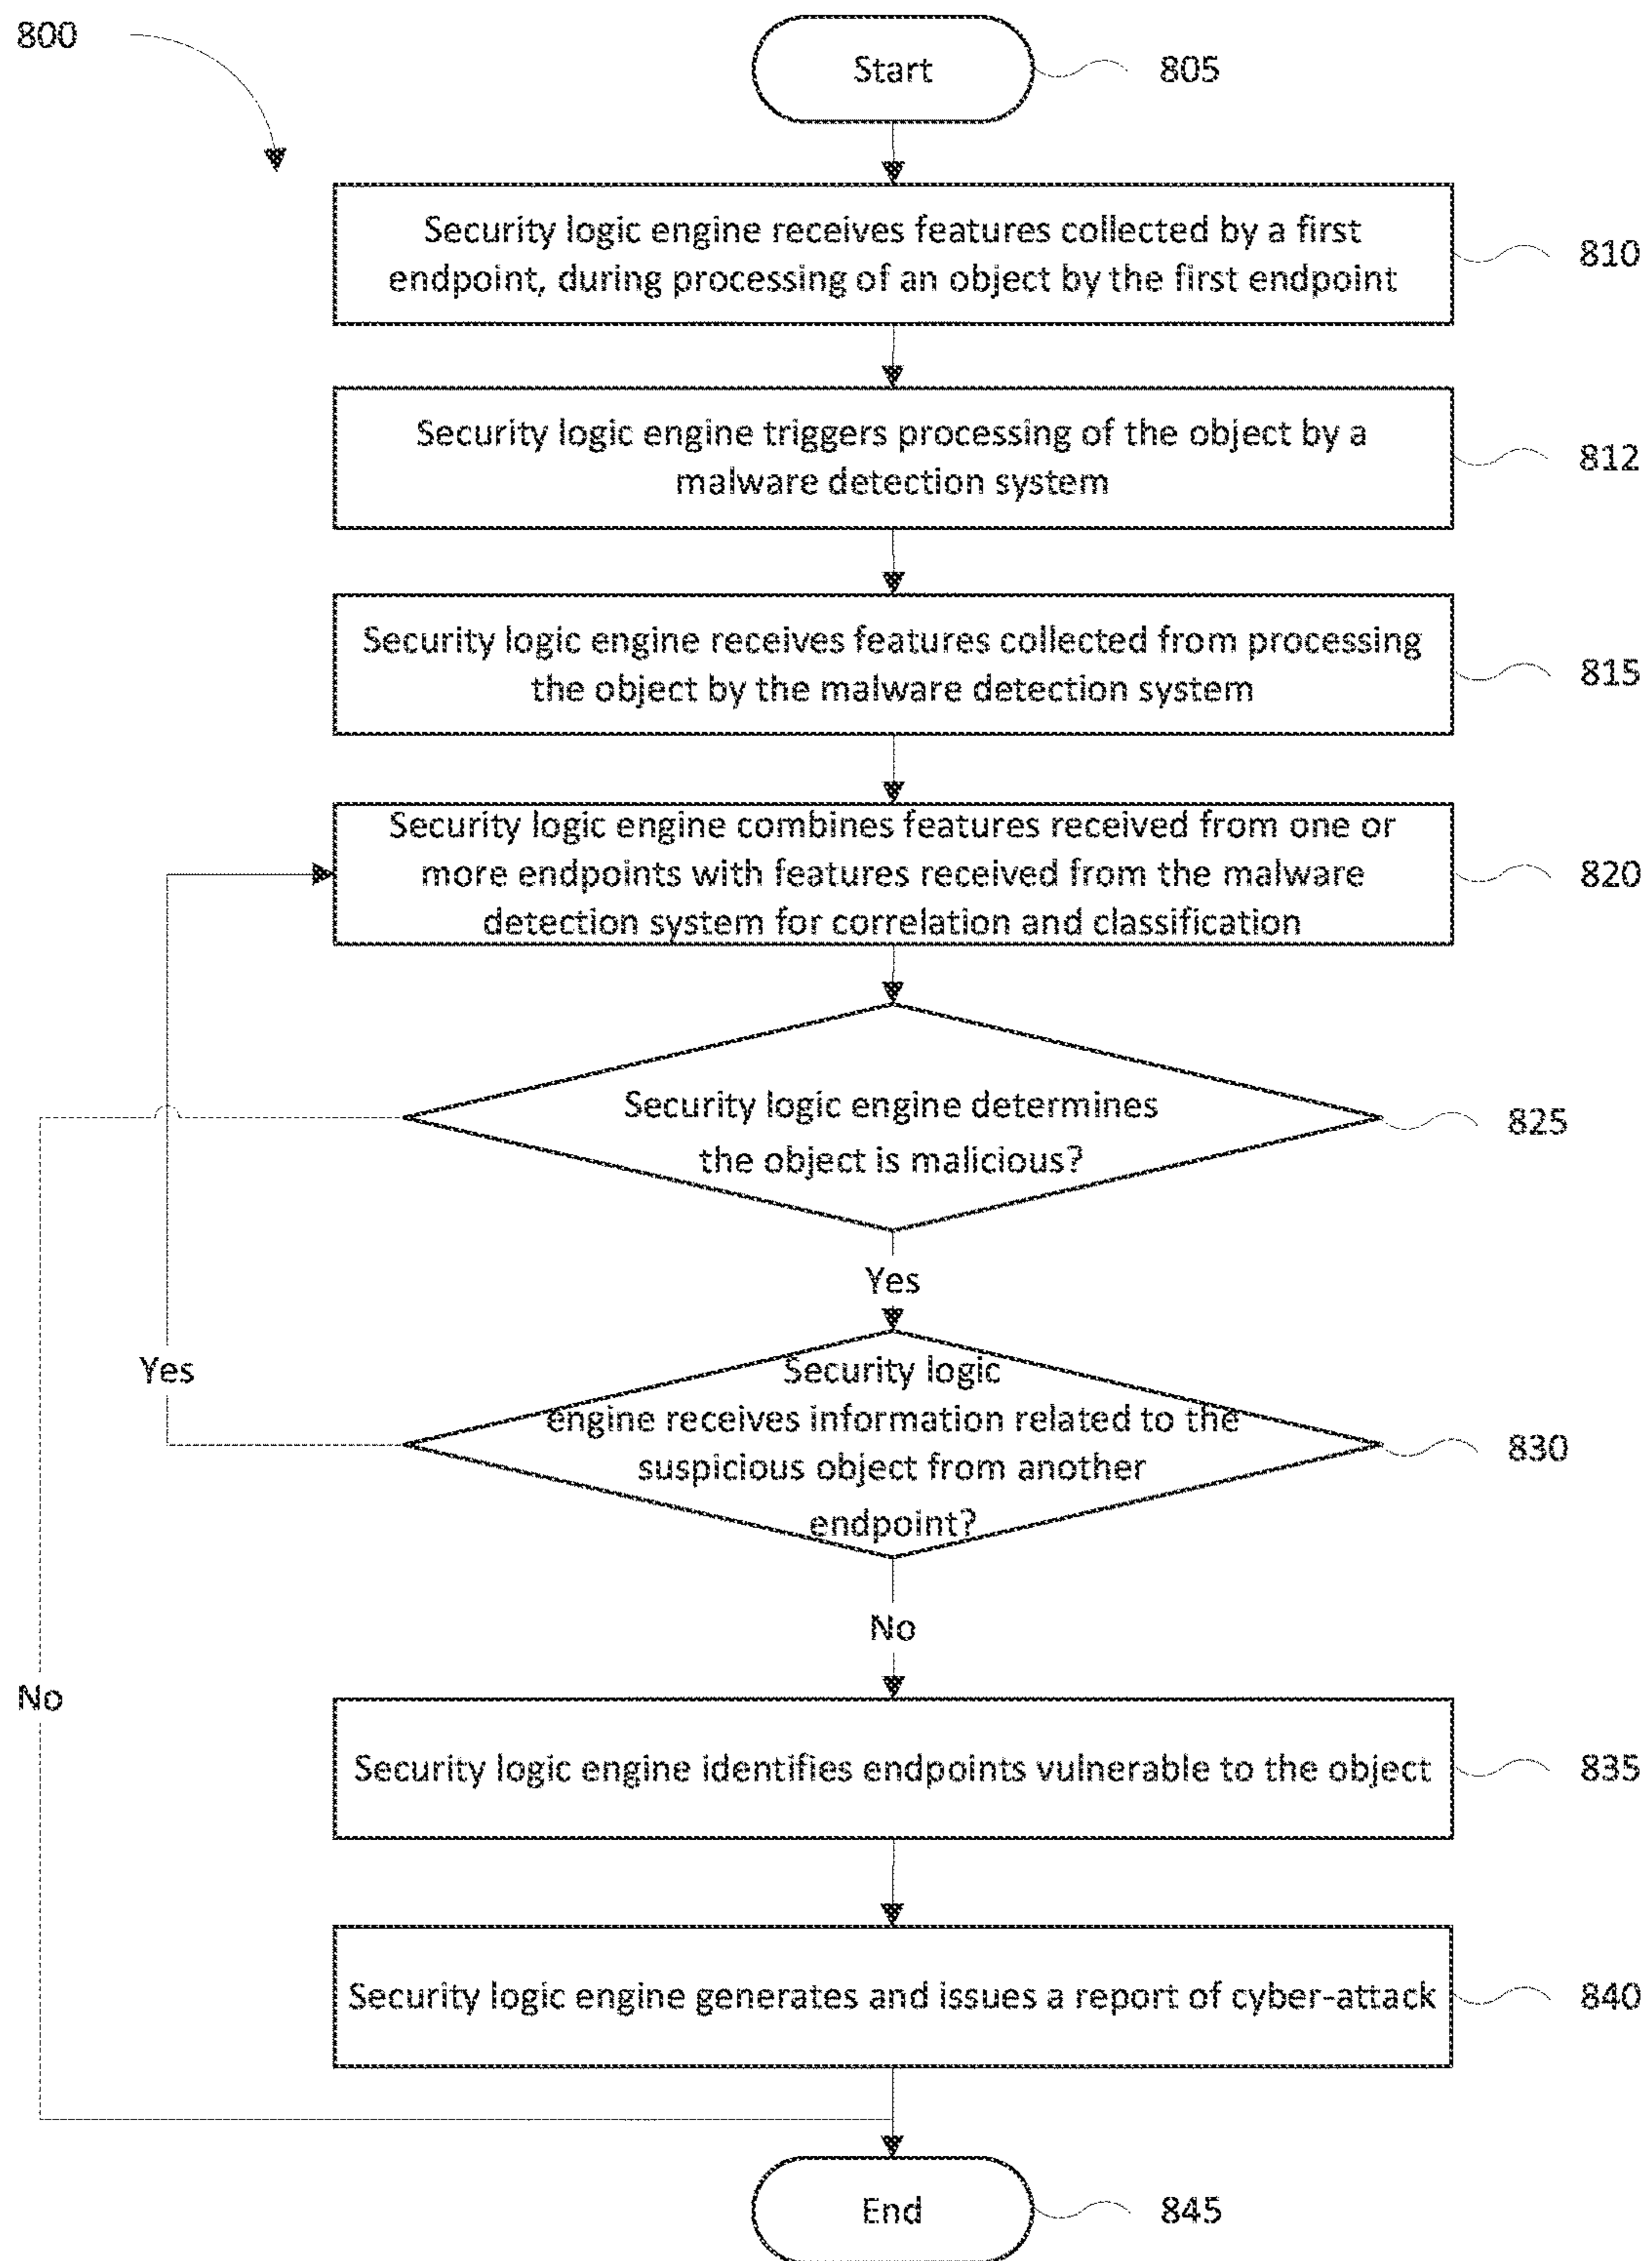 800
Start
805
Security logic engine receives features collected by a first
endpoint, during processing of an object by the first endpoint
810
Security logic engine triggers processing of the object by a
malware detection system
812
Security logic engine receives features collected from processing
the object by the malware detection system
815
Security logic engine combines features received from one or
more endpoints with features received from the malware
detection system for correlation and classification
820
Security logic engine determines
the object is malicious?
825
Yes
Security logic
engine receives information related to the
suspicious object from another
endpoint?
830
Yes
No
No
Security logic engine identifies endpoints vulnerable to the object
835
Security logic engine generates and issues a report of cyber-attack
840
End
845